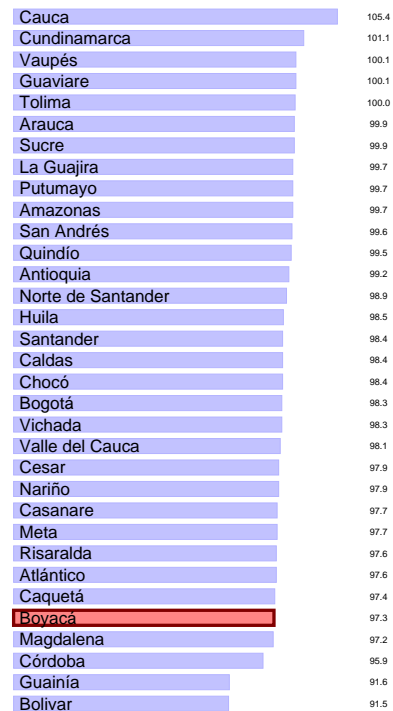 Cauca 105.4
Cundinamarca 101.1
Vaupés 100.1
Guaviare 100.1
Tolima 100.0
Arauca 99.9
Sucre 99.9
La Guajira 99.7
Putumayo 99.7
Amazonas 99.7
San Andrés 99.6
Quindío 99.5
Antioquia 99.2
Norte de Santander 98.9
Huila 98.5
Santander 98.4
Caldas 98.4
Chocó 98.4
Bogotá 98.3
Vichada 98.3
Valle del Cauca 98.1
Cesar 97.9
Nariño 97.9
Casanare 97.7
Meta 97.7
Risaralda 97.6
Atlántico 97.6
Caquetá 97.4
Boyacá 97.3
Magdalena 97.2
Córdoba 95.9
Guainía 91.6
Bolivar 91.5